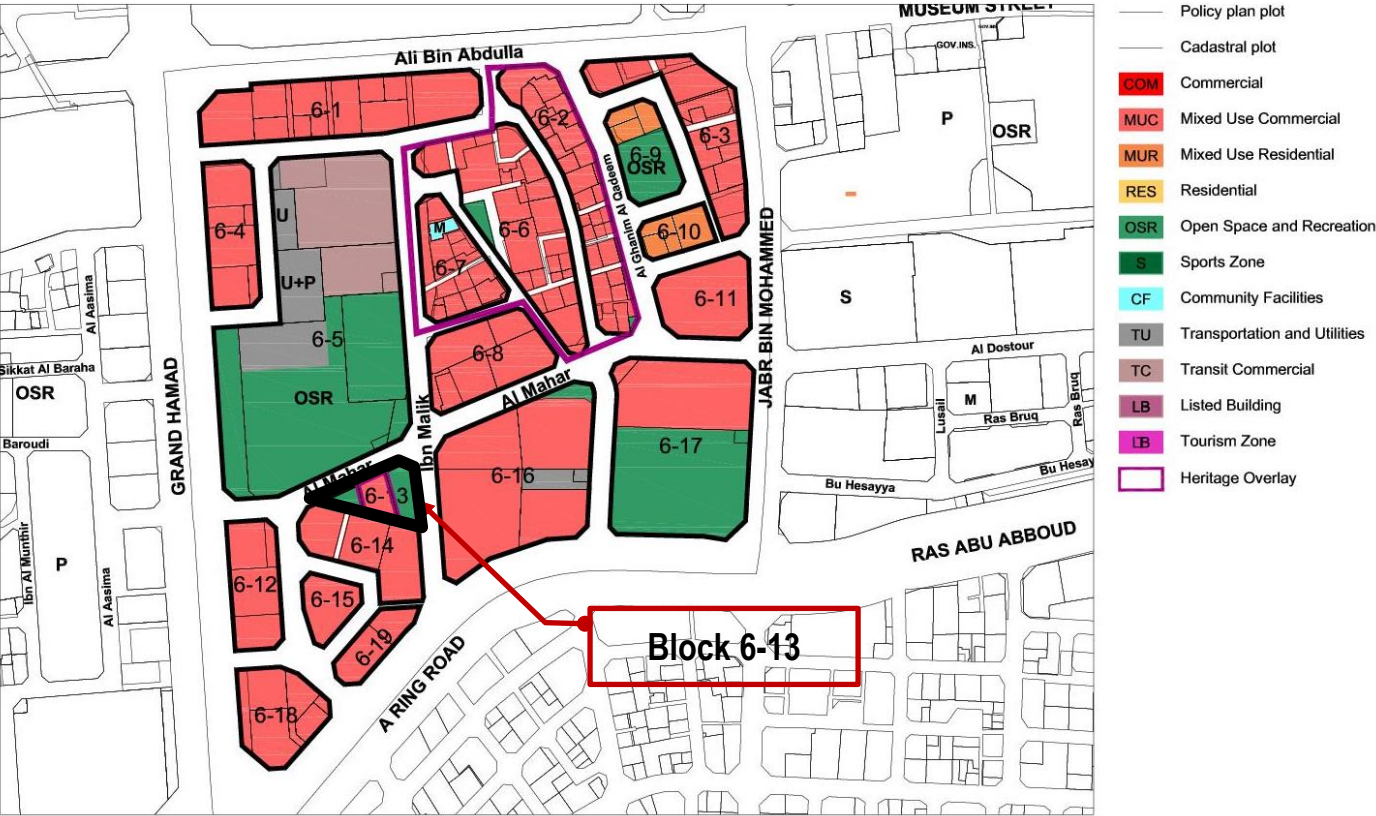 MUSEUM STREET
GOV.INS.
GOV.INS.
Ali Bin Abdulla
P
OSR
6-1
6-2
6-3
6-9
OSR
6-4
U
M
6-6
6-10
Al Ghanim Al Qadeem
6-7
U+P
6-11
S
JABR BIN MOHAMMED
Al Aasima
6-5
6-8
Al Dostour
Sikkat Al Baraha
OSR
OSR
GRAND HAMAD
Al Mahar
Ibn Malik
M
Lusail
Ras Bruq
Ras Bruq
Baroudi
6-17
Al Mahar
6-16
Bu Hesay
Bu Hesayya
6-13
6-14
RAS ABU ABBOUD
Ibn Al Munthir
P
Al Aasima
6-12
6-15
6-19
Block 6-13
A RING ROAD
6-18
Policy plan plot
Cadastral plot
COM Commercial
MUC Mixed Use Commercial
MUR Mixed Use Residential
RES Residential
OSR Open Space and Recreation
S Sports Zone
CF Community Facilities
TU Transportation and Utilities
TC Transit Commercial
LB Listed Building
Tourism Zone
Heritage Overlay